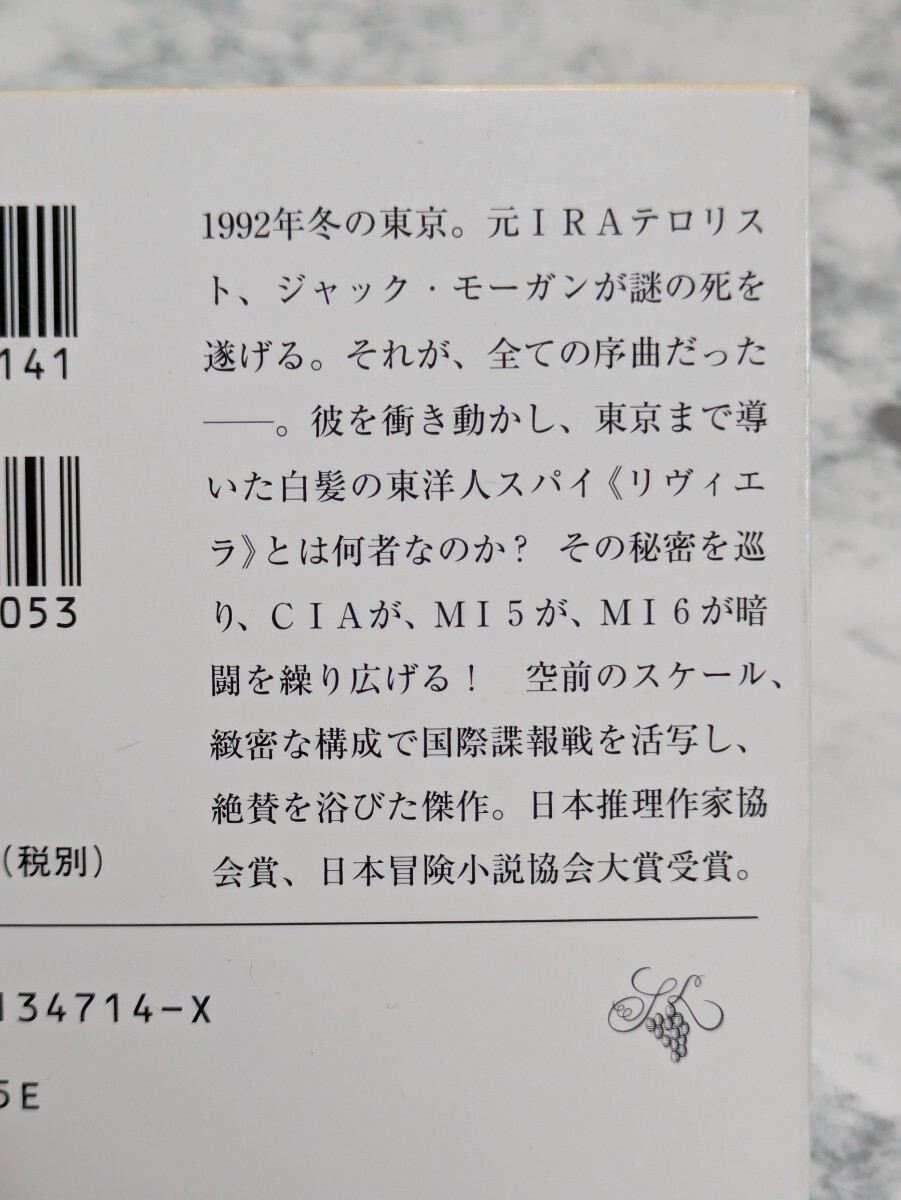 141
053
（税別）
1992年冬の東京。元ＩＲＡテロリス
ト、ジャック・モーガンが謎の死を
遂げる。それが、全ての序曲だった
――。彼を衝き動かし、東京まで導
いた白髪の東洋人スパイ《リヴィエ
ラ》とは何者なのか？ その秘密を巡
り、ＣＩＡが、ＭＩ５が、ＭＩ６が暗
闘を繰り広げる！　空前のスケール、
緻密な構成で国際諜報戦を活写し、
絶賛を浴びた傑作。日本推理作家協
会賞、日本冒険小説協会大賞受賞。
134714-X
5E
SK